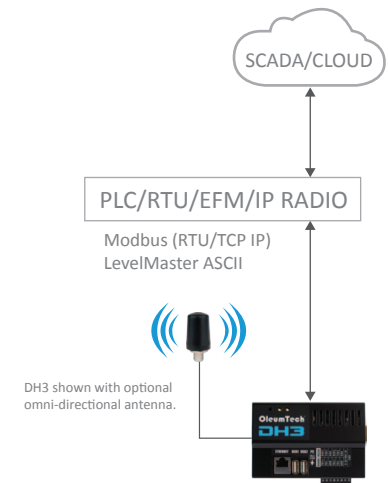 SCADA/CLOUD
PLC/RTU/EFM/IP RADIO
Modbus (RTU/TCP IP)
LevelMaster ASCII
DH3 shown with optional
omni-directional antenna.
OleumTech
DH3
ETHERNET